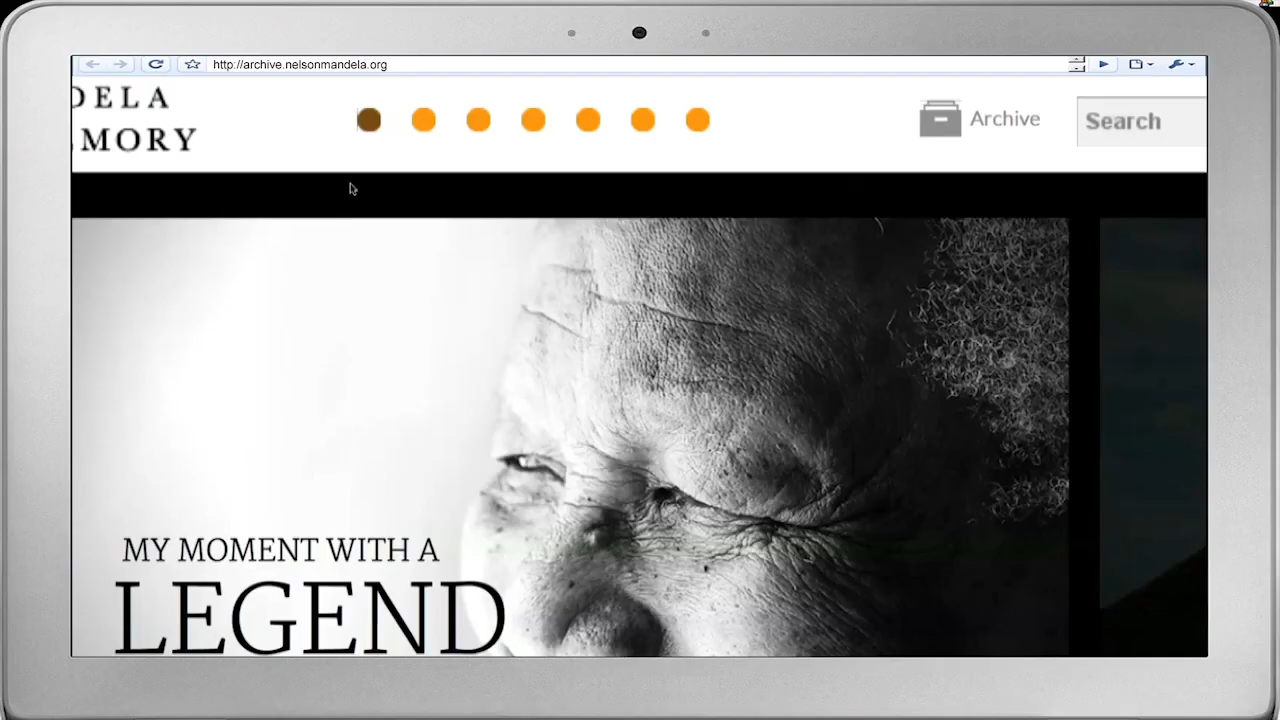 http://archive.nelsonmandela.org
DELA
MORY
Archive
Search
MY MOMENT WITH A
LEGEND